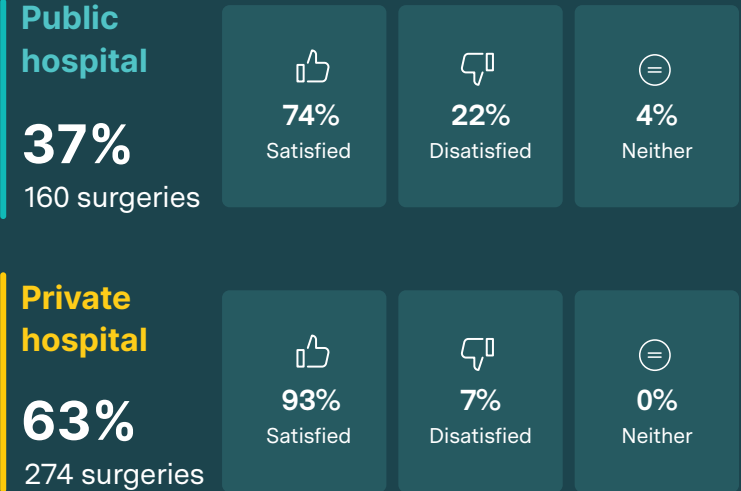 Public
hospital
37%
160 surgeries
74%
Satisfied
22%
Disatisfied
4%
Neither
Private
hospital
63%
274 surgeries
93%
Satisfied
7%
Disatisfied
0%
Neither